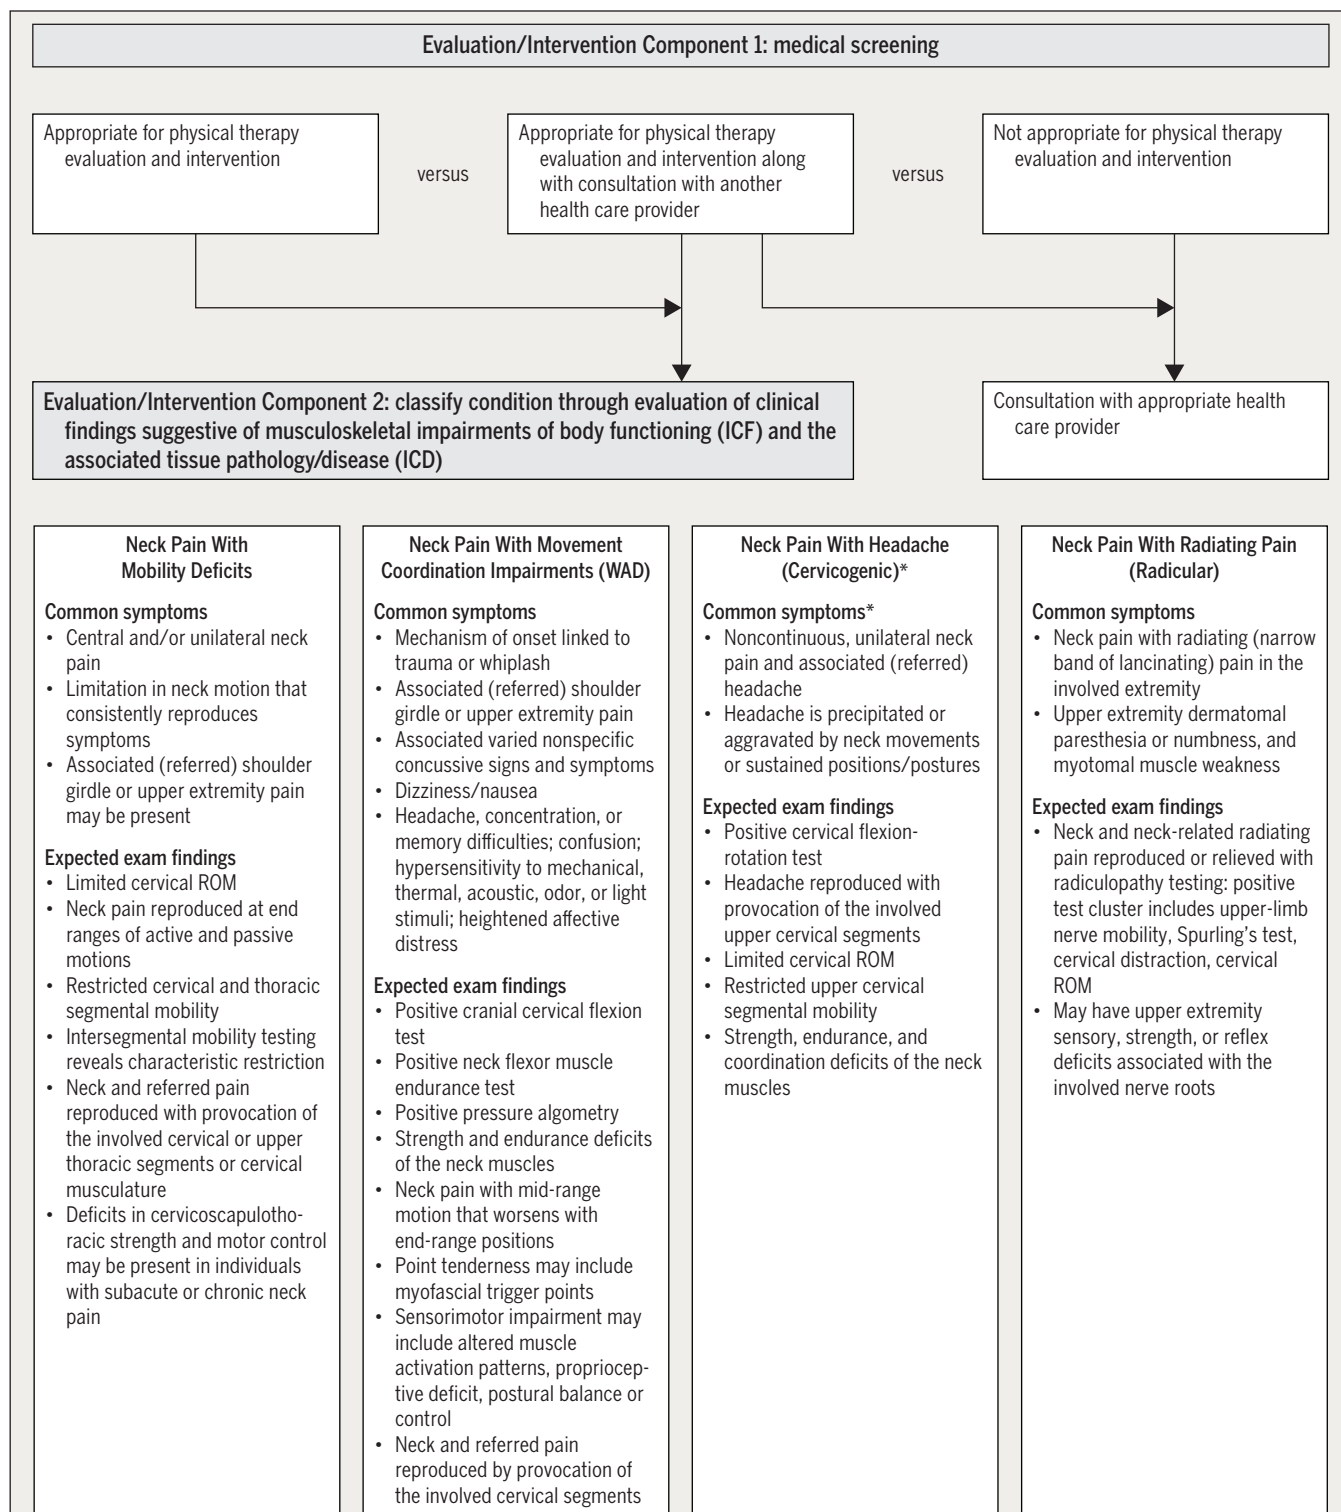 Evaluation/Intervention Component 1: medical screening
Appropriate for physical therapy
evaluation and intervention
versus
Appropriate for physical therapy
evaluation and intervention along
with consultation with another
health care provider
versus
Not appropriate for physical therapy
evaluation and intervention
Evaluation/Intervention Component 2: classify condition through evaluation of clinical
findings suggestive of musculoskeletal impairments of body functioning (ICF) and the
associated tissue pathology/disease (ICD)
Consultation with appropriate health
care provider
Neck Pain With
Mobility Deficits
Common symptoms
• Central and/or unilateral neck
pain
• Limitation in neck motion that
consistently reproduces
symptoms
• Associated (referred) shoulder
girdle or upper extremity pain
may be present
Expected exam findings
• Limited cervical ROM
• Neck pain reproduced at end
ranges of active and passive
motions
• Restricted cervical and thoracic
segmental mobility
• Intersegmental mobility testing
reveals characteristic restriction
• Neck and referred pain
reproduced with provocation of
the involved cervical or upper
thoracic segments or cervical
musculature
• Deficits in cervicoscapulotho-
racic strength and motor control
may be present in individuals
with subacute or chronic neck
pain
Neck Pain With Movement
Coordination Impairments (WAD)
Common symptoms
• Mechanism of onset linked to
trauma or whiplash
• Associated (referred) shoulder
girdle or upper extremity pain
• Associated varied nonspecific
concussive signs and symptoms
• Dizziness/nausea
• Headache, concentration, or
memory difficulties; confusion;
hypersensitivity to mechanical,
thermal, acoustic, odor, or light
stimuli; heightened affective
distress
Expected exam findings
• Positive cranial cervical flexion
test
• Positive neck flexor muscle
endurance test
• Positive pressure algometry
• Strength and endurance deficits
of the neck muscles
• Neck pain with mid-range
motion that worsens with
end-range positions
• Point tenderness may include
myofascial trigger points
• Sensorimotor impairment may
include altered muscle
activation patterns, propriocep-
tive deficit, postural balance or
control
• Neck and referred pain
reproduced by provocation of
the involved cervical segments
Neck Pain With Headache
(Cervicogenic)*
Common symptoms*
• Noncontinuous, unilateral neck
pain and associated (referred)
headache
• Headache is precipitated or
aggravated by neck movements
or sustained positions/postures
Expected exam findings
• Positive cervical flexion-
rotation test
• Headache reproduced with
provocation of the involved
upper cervical segments
• Limited cervical ROM
• Restricted upper cervical
segmental mobility
• Strength, endurance, and
coordination deficits of the neck
muscles
Neck Pain With Radiating Pain
(Radicular)
Common symptoms
• Neck pain with radiating (narrow
band of lancinating) pain in the
involved extremity
• Upper extremity dermatomal
paresthesia or numbness, and
myotomal muscle weakness
Expected exam findings
• Neck and neck-related radiating
pain reproduced or relieved with
radiculopathy testing: positive
test cluster includes upper-limb
nerve mobility, Spurling's test,
cervical distraction, cervical
ROM
• May have upper extremity
sensory, strength, or reflex
deficits associated with the
involved nerve roots